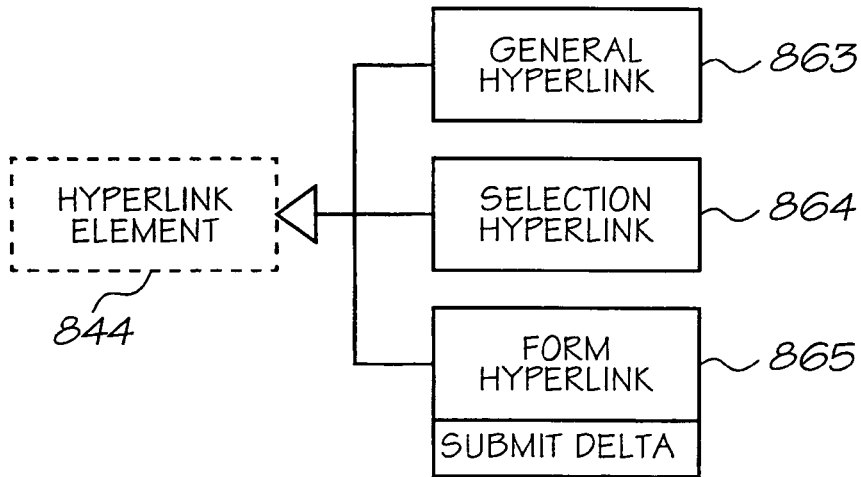 GENERAL
HYPERLINK
863
HYPERLINK
ELEMENT
844
SELECTION
HYPERLINK
864
FORM
HYPERLINK
865
SUBMIT DELTA